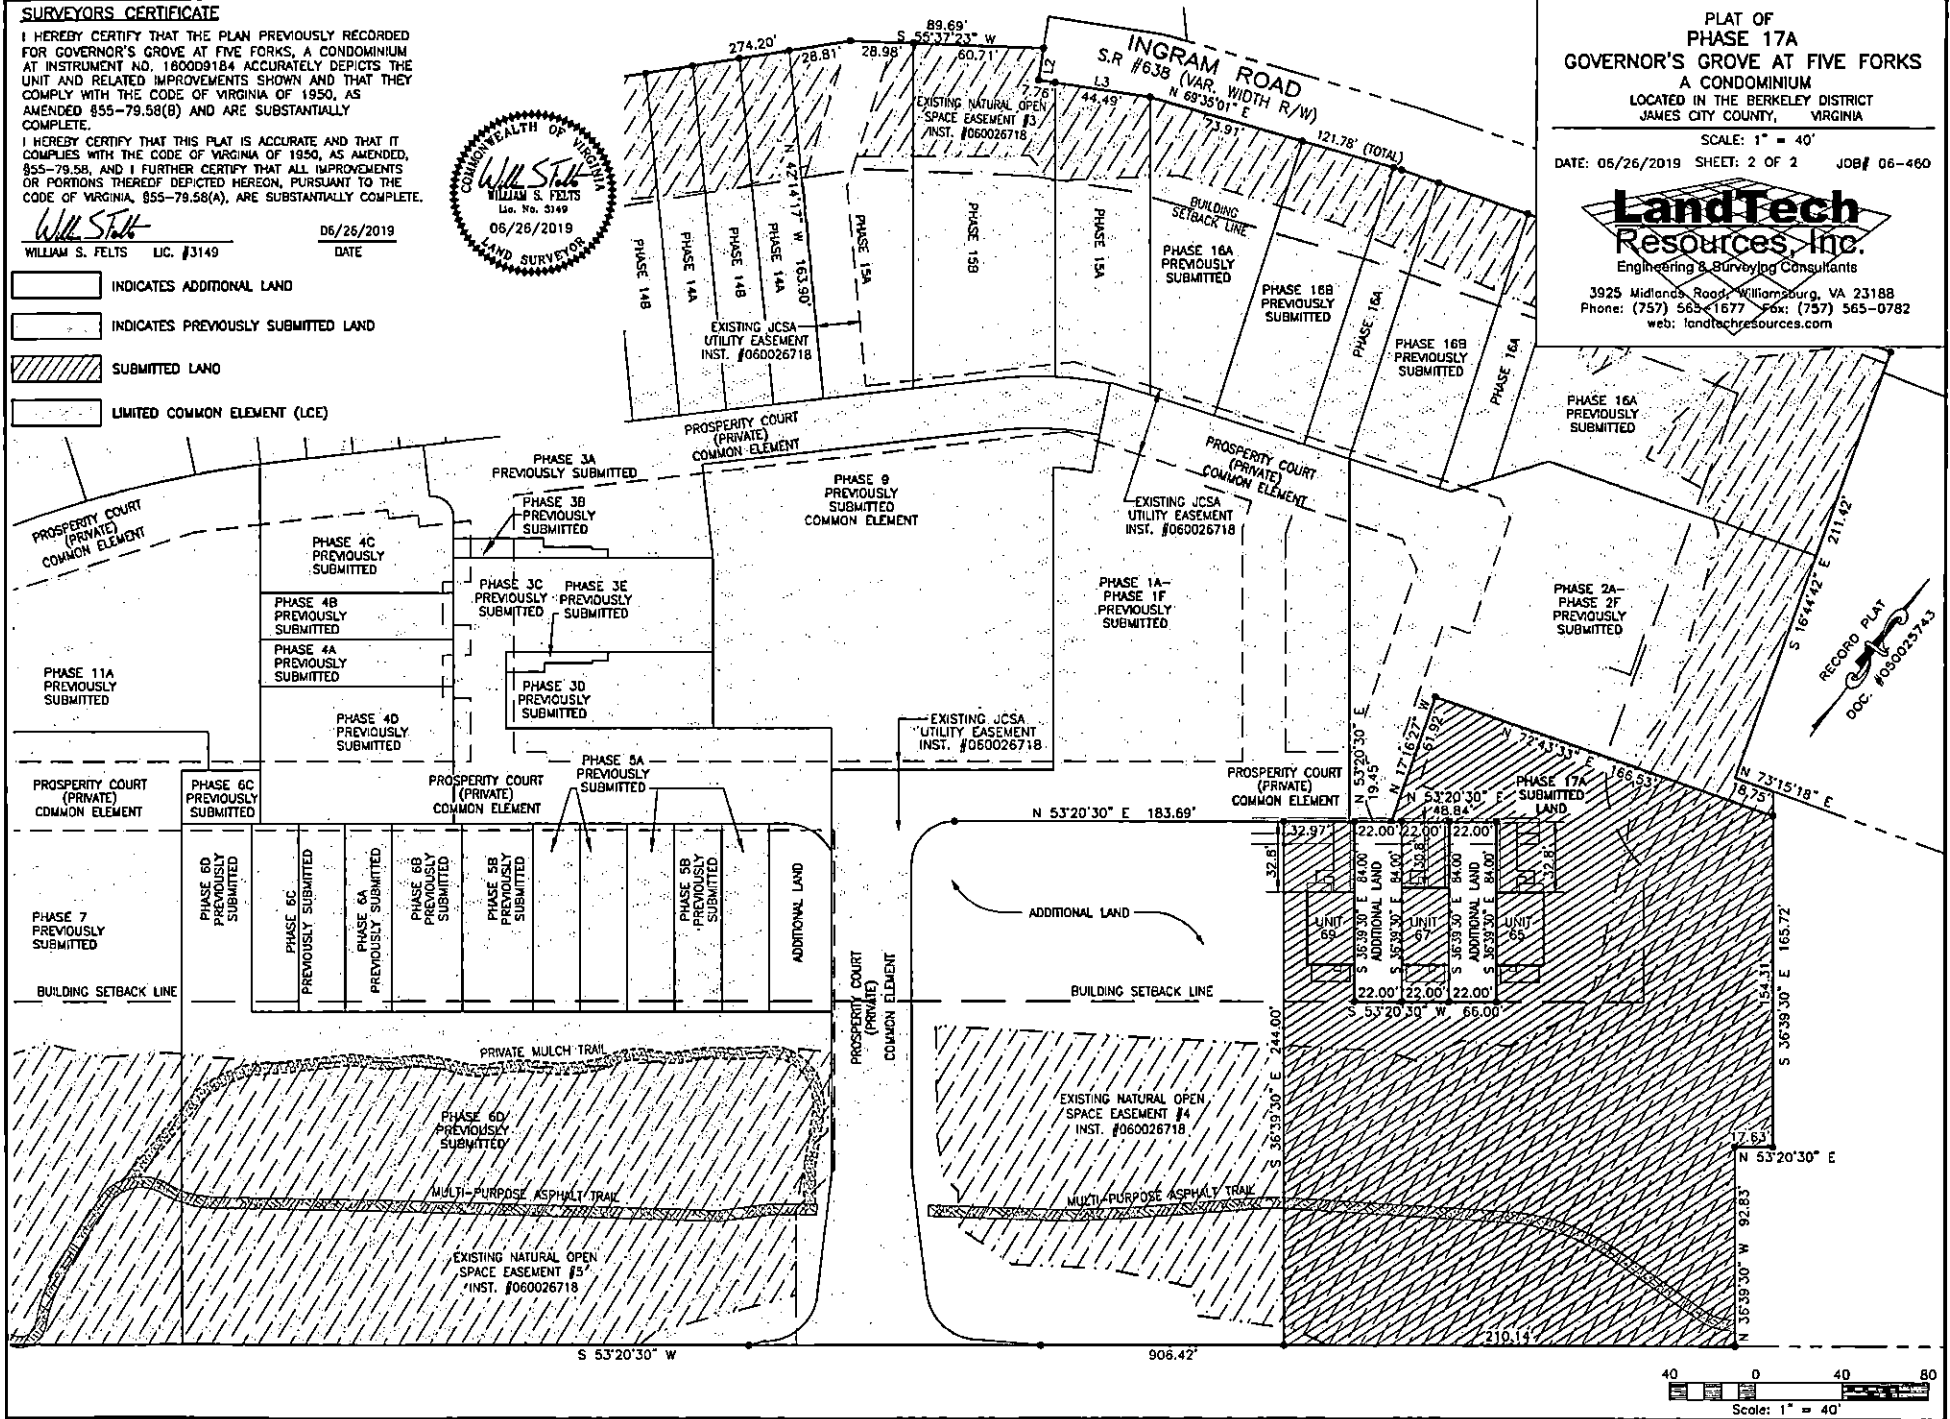 SURVEYORS CERTIFICATE
I HEREBY CERTIFY THAT THE PLAN PREVIOUSLY RECORDED
FOR GOVERNOR'S GROVE AT FIVE FORKS, A CONDOMINIUM
AT INSTRUMENT NO. 160009184 ACCURATELY DEPICTS THE
UNIT AND RELATED IMPROVEMENTS SHOWN AND THAT THEY
COMPLY WITH THE CODE OF VIRGINIA OF 1950, AS
AMENDED §55-79.58(B) AND ARE SUBSTANTIALLY
COMPLETE.
I HEREBY CERTIFY THAT THIS PLAT IS ACCURATE AND THAT IT
COMPLIES WITH THE CODE OF VIRGINIA OF 1950, AS AMENDED,
§55-79.58, AND I FURTHER CERTIFY THAT ALL IMPROVEMENTS
OR PORTIONS THEREOF DEPICTED HEREON, PURSUANT TO THE
CODE OF VIRGINIA, §55-79.58(A), ARE SUBSTANTIALLY COMPLETE.
06/26/2019
WILLIAM S. FELTS LIC. #3149 DATE
COMMONWEALTH OF VIRGINIA
WILLIAM S. FELTS
Lic. No. 3149
06/26/2019
LAND SURVEYOR
INDICATES ADDITIONAL LAND
INDICATES PREVIOUSLY SUBMITTED LAND
SUBMITTED LAND
LIMITED COMMON ELEMENT (LCE)
PLAT OF
PHASE 17A
GOVERNOR'S GROVE AT FIVE FORKS
A CONDOMINIUM
LOCATED IN THE BERKELEY DISTRICT
JAMES CITY COUNTY, VIRGINIA
SCALE: 1" = 40'
DATE: 06/26/2019 SHEET: 2 OF 2 JOB# 06-460
LandTech
Resources, Inc.
Engineering & Surveying Consultants
3925 Midlands Road, Williamsburg, VA 23188
Phone: (757) 565-1677 Fax: (757) 565-0782
web: landtechresources.com
274.20'
28.81'
28.98'
89.69'
S 55'37'23" W
60.71'
L2
7.76'
L3
44.49'
INGRAM ROAD
S.R #638 (VAR. WIDTH R/W)
N 69'35'01" E
73.91'
121.78' (TOTAL)
EXISTING NATURAL OPEN
SPACE EASEMENT #3
INST. #060026718
BUILDING
SETBACK LINE
PHASE 14B
PHASE 14A
PHASE 14B
PHASE 14A
N 42'14'17" W 163.90'
PHASE 15A
PHASE 15B
PHASE 15A
PHASE 16A
PREVIOUSLY
SUBMITTED
PHASE 16B
PREVIOUSLY
SUBMITTED
PHASE 16A
PHASE 16B
PREVIOUSLY
SUBMITTED
PHASE 16A
PHASE 16A
PREVIOUSLY
SUBMITTED
EXISTING JCSA
UTILITY EASEMENT
INST. #060026718
PROSPERITY COURT
(PRIVATE)
COMMON ELEMENT
PROSPERITY COURT
(PRIVATE)
COMMON ELEMENT
PROSPERITY COURT
(PRIVATE)
COMMON ELEMENT
PHASE 3A
PREVIOUSLY SUBMITTED
PHASE 3B
PREVIOUSLY
SUBMITTED
PHASE 9
PREVIOUSLY
SUBMITTED
COMMON ELEMENT
EXISTING JCSA
UTILITY EASEMENT
INST. #060026718
PHASE 4C
PREVIOUSLY
SUBMITTED
PHASE 3C
PREVIOUSLY
SUBMITTED
PHASE 3E
PREVIOUSLY
SUBMITTED
PHASE 1A-
PHASE 1F
PREVIOUSLY
SUBMITTED
PHASE 2A-
PHASE 2F
PREVIOUSLY
SUBMITTED
S 16'44'42" E 211.42'
RECORD PLAT
DOC. #050025743
PHASE 4B
PREVIOUSLY
SUBMITTED
PHASE 4A
PREVIOUSLY
SUBMITTED
PHASE 11A
PREVIOUSLY
SUBMITTED
PHASE 3D
PREVIOUSLY
SUBMITTED
PHASE 4D
PREVIOUSLY
SUBMITTED
EXISTING JCSA
UTILITY EASEMENT
INST. #060026718
PHASE 5A
PREVIOUSLY
SUBMITTED
PROSPERITY COURT
(PRIVATE)
COMMON ELEMENT
PHASE 6C
PREVIOUSLY
SUBMITTED
PROSPERITY COURT
(PRIVATE)
COMMON ELEMENT
PROSPERITY COURT
(PRIVATE)
COMMON ELEMENT
N 53'20'30" E
19.45'
N 17'16'27" W
61.92'
N 72'43'33" E 166.53'
PHASE 17A
SUBMITTED
LAND
N 73'15'18" E
18.75'
N 53'20'30" E 183.69'
N 53'20'30" E
48.84'
32.97' 22.00' 22.00' 22.00'
32.8'
30.8'
32.8'
PHASE 7
PREVIOUSLY
SUBMITTED
PHASE 6D
PREVIOUSLY
SUBMITTED
PHASE 6C
PREVIOUSLY SUBMITTED
PHASE 6A
PREVIOUSLY SUBMITTED
PHASE 6B
PREVIOUSLY
SUBMITTED
PHASE 5B
PREVIOUSLY
SUBMITTED
PHASE 5B
PREVIOUSLY
SUBMITTED
ADDITIONAL LAND
ADDITIONAL LAND
UNIT
69
S 36'39'30" E 84.00'
ADDITIONAL LAND
S 36'39'30" E 84.00'
UNIT
67
S 36'39'30" E 84.00'
ADDITIONAL LAND
S 36'39'30" E 84.00'
UNIT
65
22.00' 22.00' 22.00'
S 53'20'30" W 66.00'
BUILDING SETBACK LINE
BUILDING SETBACK LINE
PROSPERITY COURT
(PRIVATE)
COMMON ELEMENT
S 36'39'30" E 244.00'
154.31'
S 36'39'30" E 165.72'
PRIVATE MULCH TRAIL
PHASE 6D
PREVIOUSLY
SUBMITTED
EXISTING NATURAL OPEN
SPACE EASEMENT #4
INST. #060026718
17.63'
N 53'20'30" E
MULTI-PURPOSE ASPHALT TRAIL
MULTI-PURPOSE ASPHALT TRAIL
N 36'39'30" W 92.83'
EXISTING NATURAL OPEN
SPACE EASEMENT #5
INST. #060026718
210.14'
S 53'20'30" W
906.42'
40 0 40 80
Scale: 1" = 40'